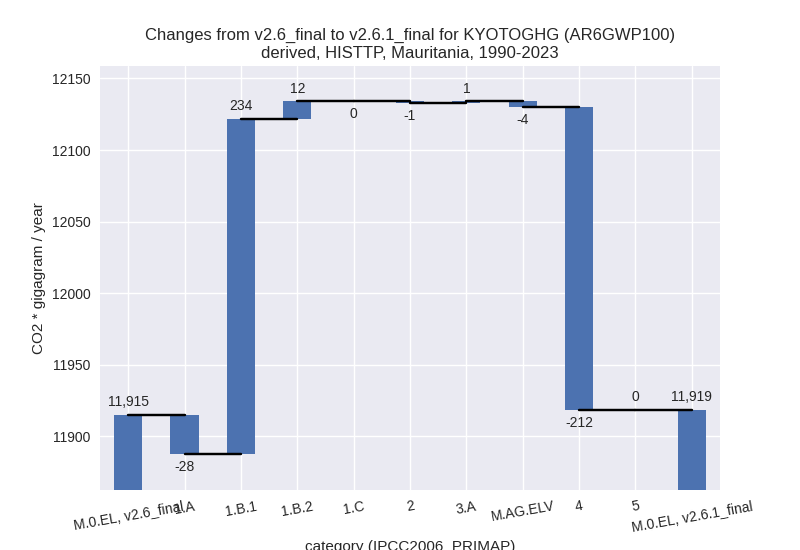 Changes from v2.6_final to v2.6.1_final for KYOTOGHG (AR6GWP100)
derived, HISTTP, Mauritania, 1990-2023
CO2 * gigagram / year
12150
12100
12050
12000
11950
11900
11,915
-28
234
12
0
-1
1
-4
-212
0
11,919
M.0.EL, v2.6_final
1.A
1.B.1
1.B.2
1.C
2
3.A
M.AG.ELV
4
5
M.0.EL, v2.6.1_final
category (IPCC2006_PRIMAP)